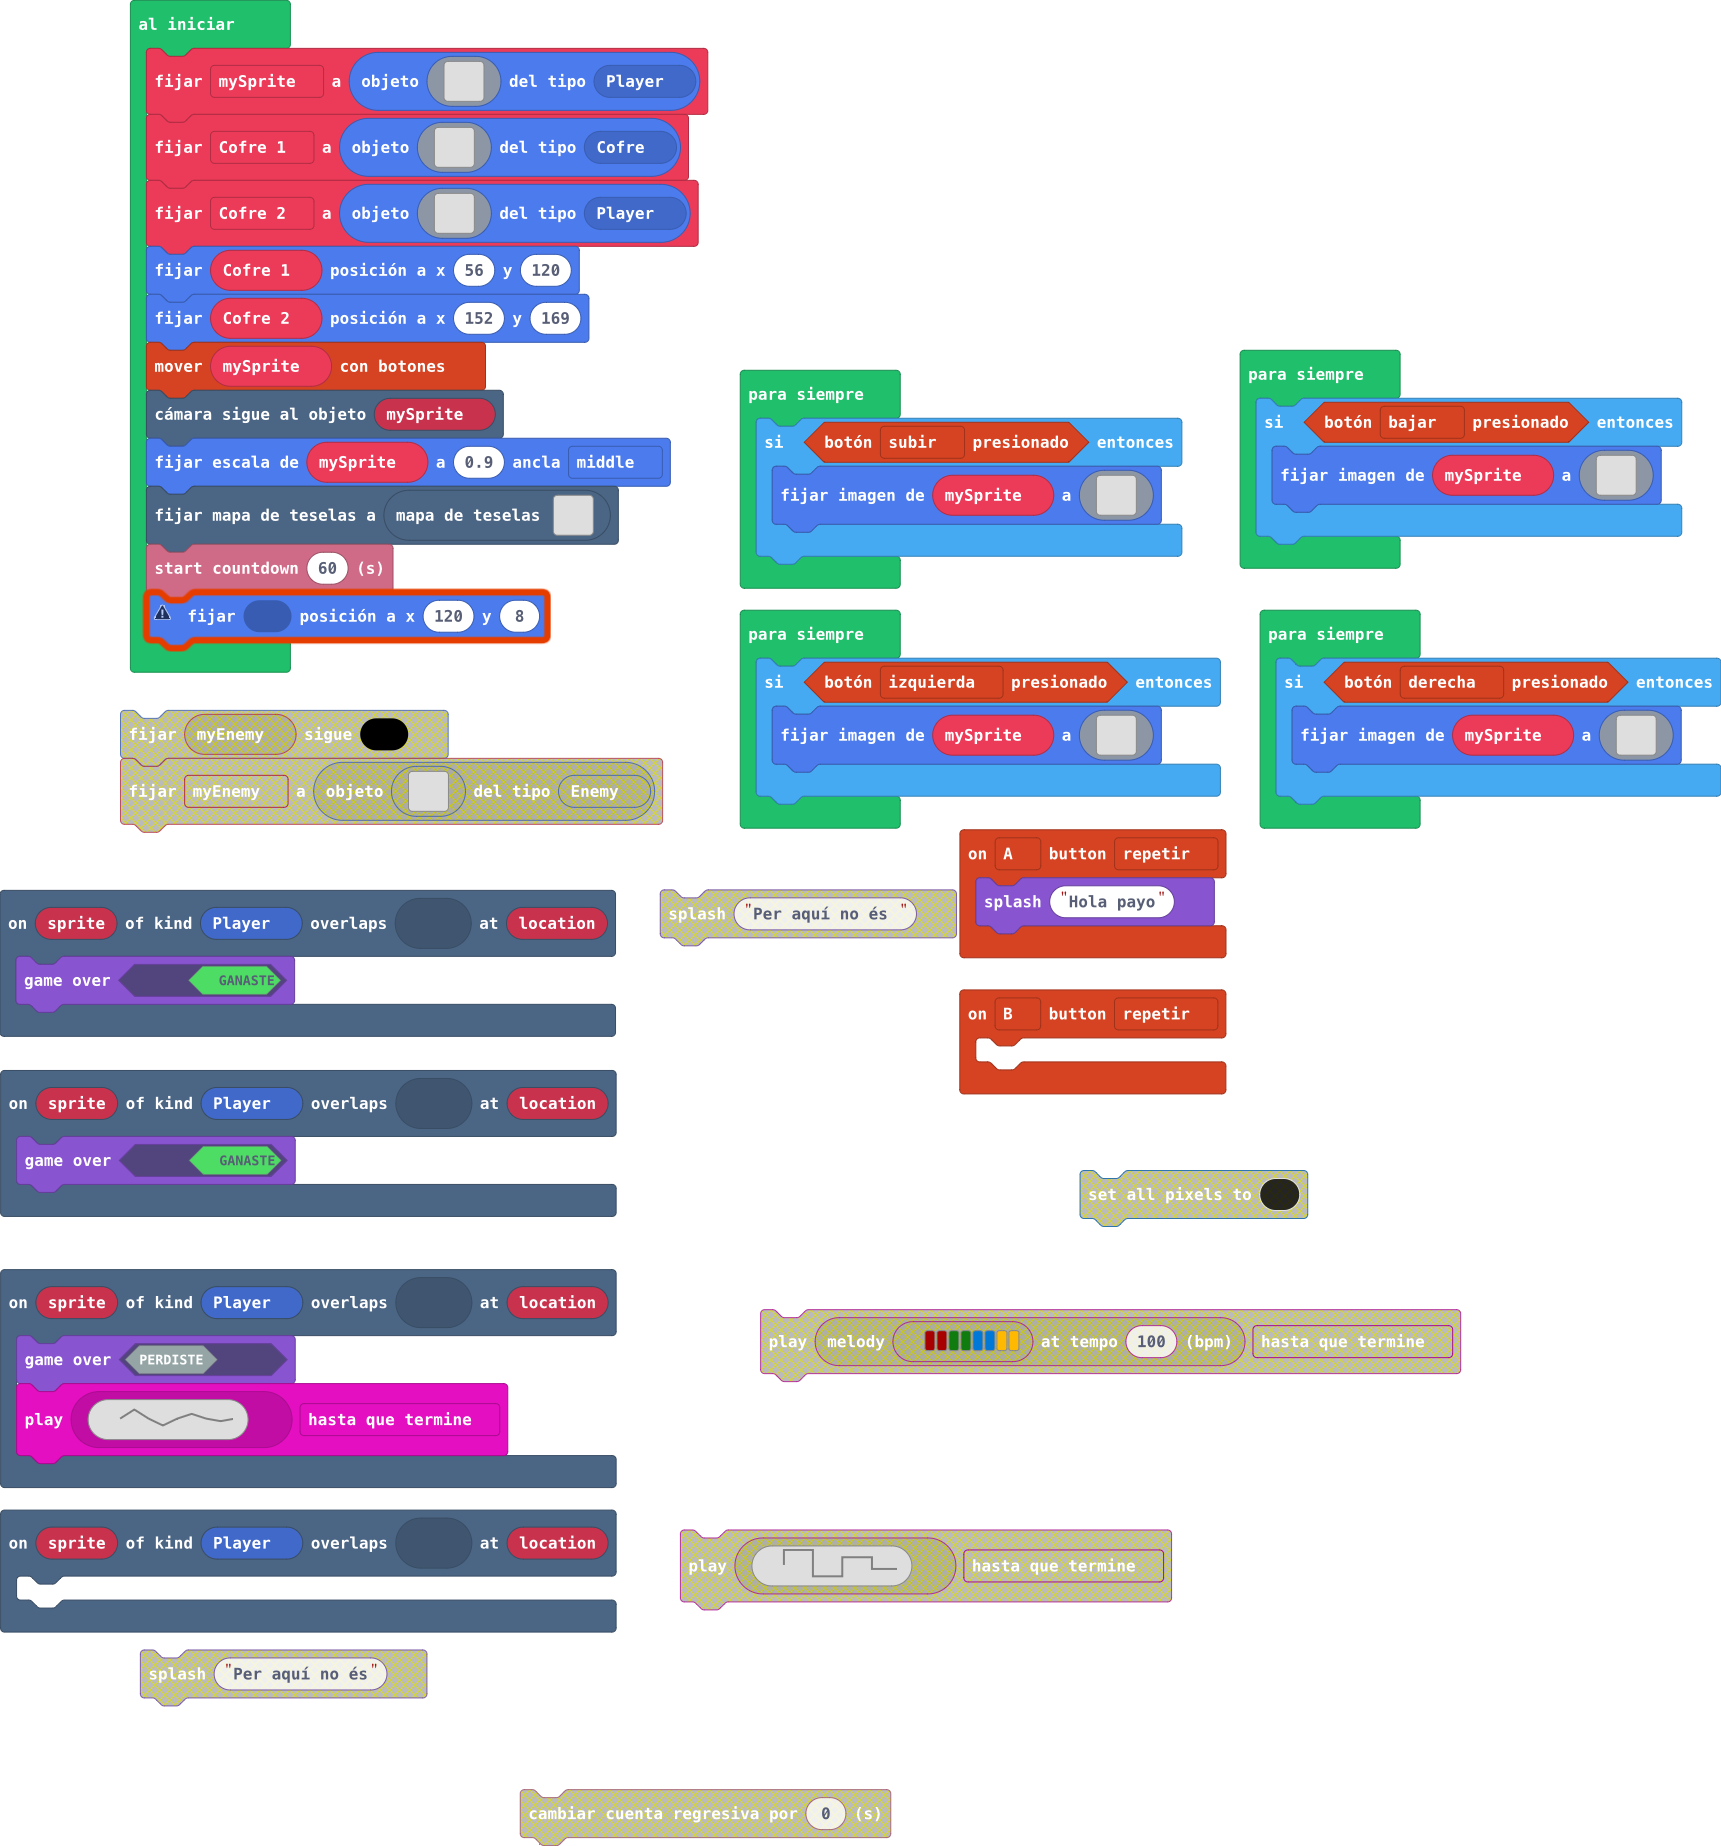 al iniciar
fijar mySprite a objeto del tipo Player
fijar Cofre 1 a objeto del tipo Cofre
fijar Cofre 2 a objeto del tipo Player
fijar Cofre 1 posición a x 56 y 120
fijar Cofre 2 posición a x 152 y 169
mover mySprite con botones
cámara sigue al objeto mySprite
fijar escala de mySprite a 0.9 ancla middle
fijar mapa de teselas a mapa de teselas
start countdown 60 (s)
fijar posición a x 120 y 8
para siempre
si botón subir presionado entonces
fijar imagen de mySprite a
para siempre
si botón bajar presionado entonces
fijar imagen de mySprite a
para siempre
si botón izquierda presionado entonces
fijar imagen de mySprite a
para siempre
si botón derecha presionado entonces
fijar imagen de mySprite a
fijar myEnemy sigue
fijar myEnemy a objeto del tipo Enemy
on A button repetir
splash "Hola payo"
splash "Per aquí no és "
on sprite of kind Player overlaps at location
game over GANASTE
on B button repetir
on sprite of kind Player overlaps at location
game over GANASTE
set all pixels to
on sprite of kind Player overlaps at location
game over PERDISTE
play hasta que termine
play melody at tempo 100 (bpm) hasta que termine
on sprite of kind Player overlaps at location
play hasta que termine
splash "Per aquí no és"
cambiar cuenta regresiva por 0 (s)